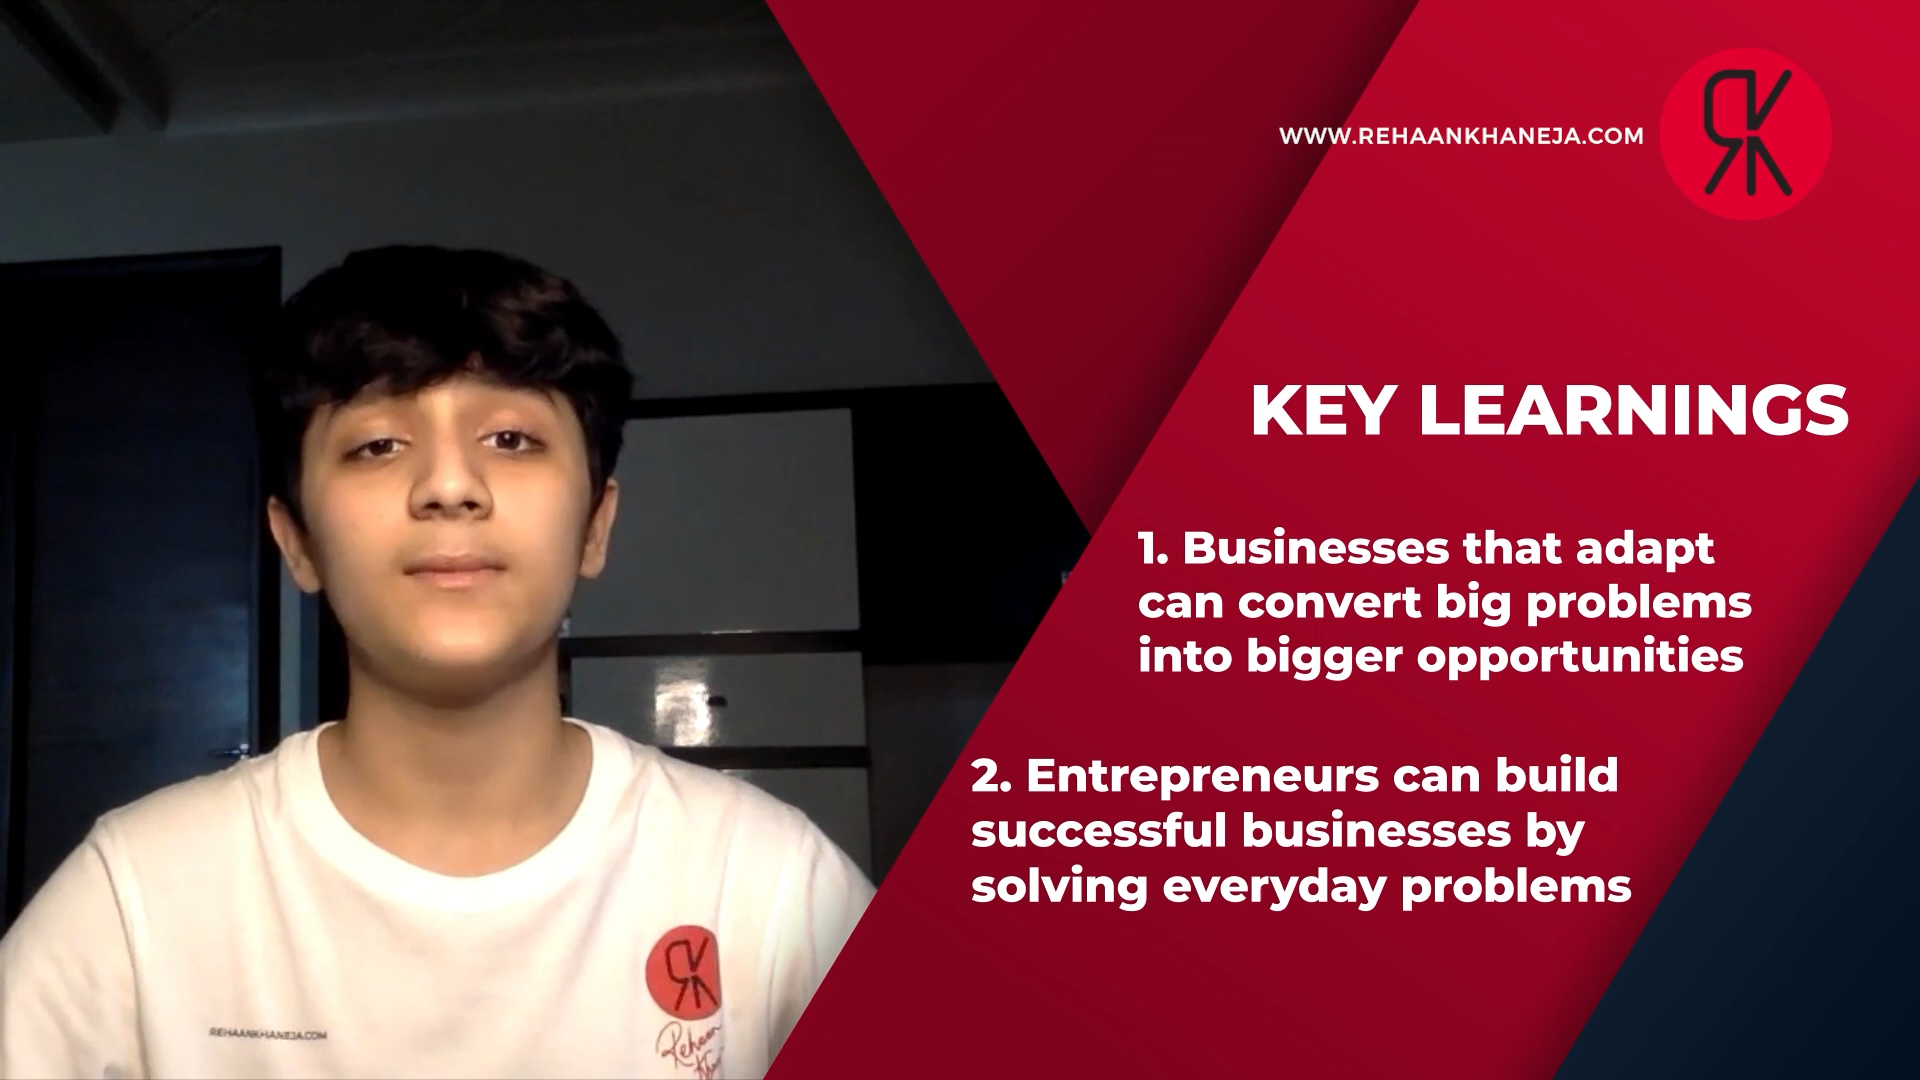 WWW.REHAANKHANEJA.COM
KEY LEARNINGS
1. Businesses that adapt
can convert big problems
into bigger opportunities
2. Entrepreneurs can build
successful businesses by
solving everyday problems
REHAANKHANEJA.COM
Rehaan